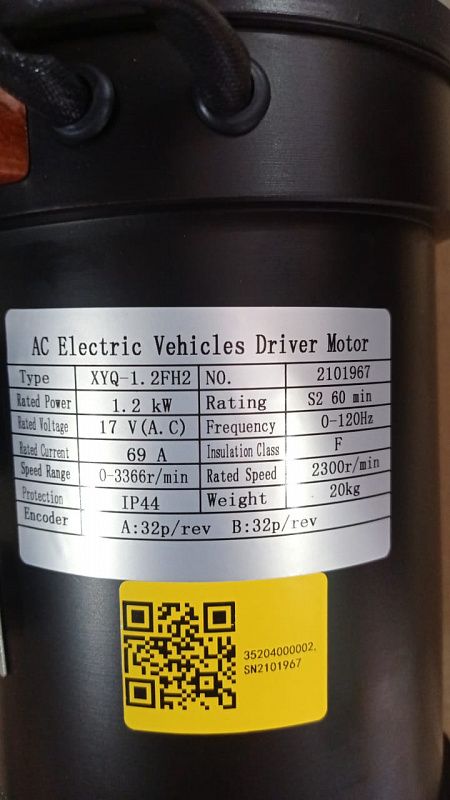 AC Electric Vehicles Driver Motor
Type XYQ-1.2FH2 NO. 2101967
Rated Power 1.2 kW Rating S2 60 min
Rated Voltage 17 V(A.C) Frequency 0-120Hz
Rated Current 69 A Insulation Class F
Speed Range 0-3366r/min Rated Speed 2300r/min
Protection IP44 Weight 20kg
Encoder A:32p/rev B:32p/rev
35204000002,
SN2101967